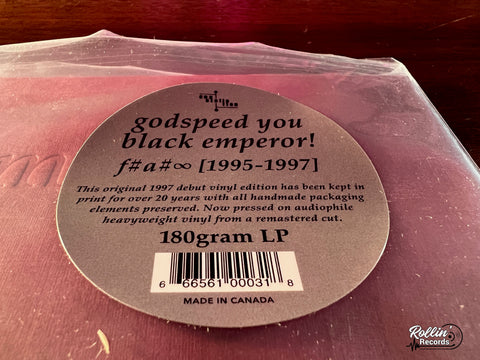 godspeed you
black emperor!
f#a#∞ [1995-1997]
This original 1997 debut vinyl edition has been kept in
print for over 20 years with all handmade packaging
elements preserved. Now pressed on audiophile
heavyweight vinyl from a remastered cut.
180gram LP
6 66561 00031 8
MADE IN CANADA
Rollin'
Records